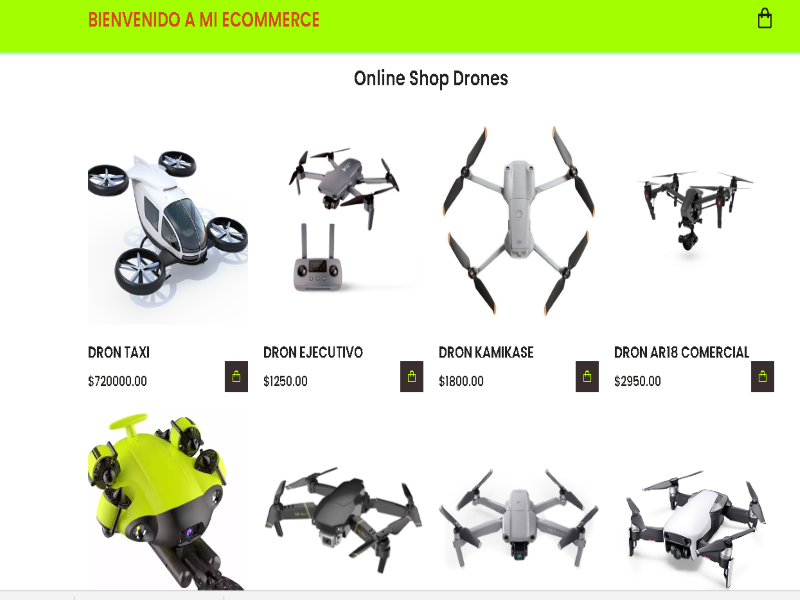 BIENVENIDO A MI ECOMMERCE
Online Shop Drones
DRON TAXI
$720000.00
DRON EJECUTIVO
$1250.00
DRON KAMIKASE
$1800.00
DRON AR18 COMERCIAL
$2950.00